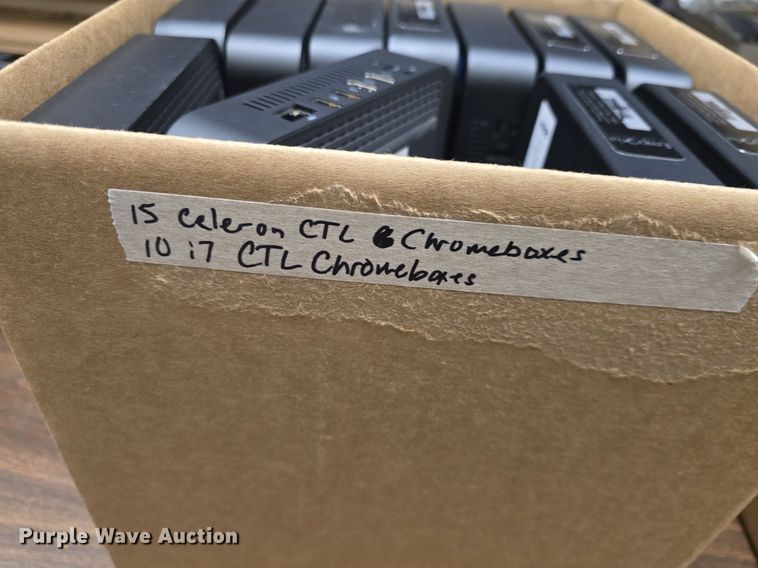 15 Celeron CTL Chromeboxes
10 i7 CTL Chromeboxes
Purple Wave Auction